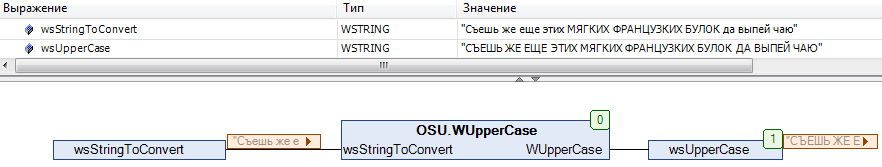 Выражение Тип Значение
wsStringToConvert WSTRING "Съешь же еще этих МЯГКИХ ФРАНЦУЗКИХ БУЛОК да выпей чаю"
wsUpperCase WSTRING "СЪЕШЬ ЖЕ ЕЩЕ ЭТИХ МЯГКИХ ФРАНЦУЗКИХ БУЛОК ДА ВЫПЕЙ ЧАЮ"
0
OSU.WUpperCase
1
wsStringToConvert "Съешь же е wsStringToConvert WUpperCase wsUpperCase "СЪЕШЬ ЖЕ Е